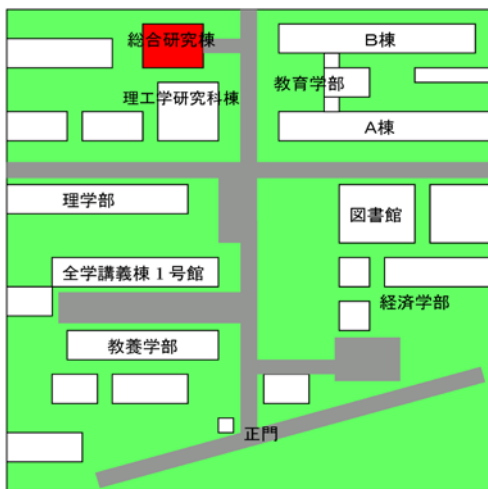 総合研究棟
B棟
教育学部
理工学研究科棟
A棟
理学部
図書館
全学講義棟1号館
経済学部
教養学部
正門